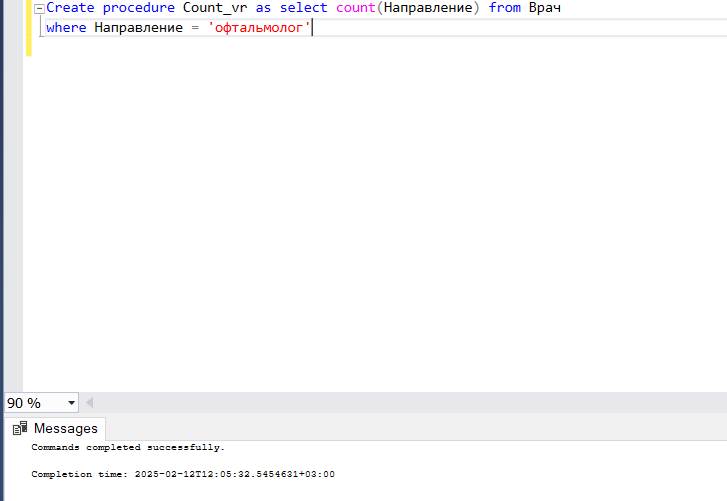 Create procedure Count_vr as select count(Направление) from Врач
where Направление = 'офтальмолог'
90 %
Messages
Commands completed successfully.
Completion time: 2025-02-12T12:05:32.5454631+03:00